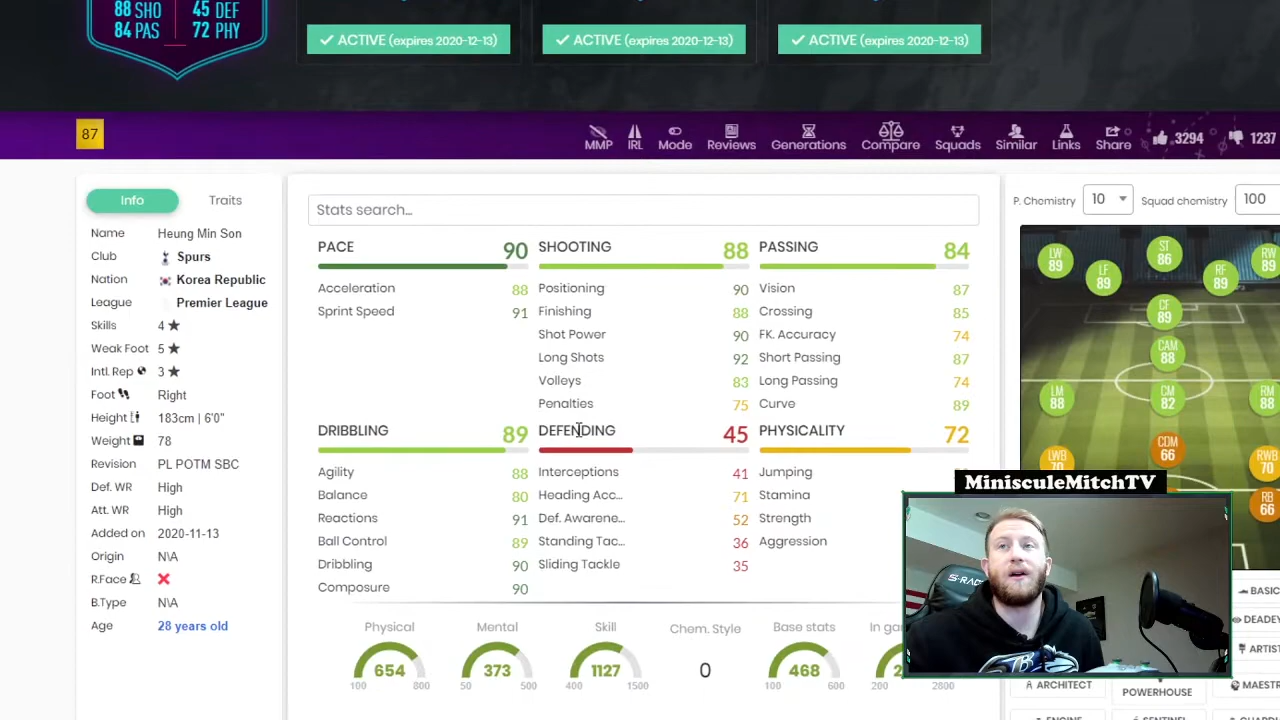 88 SHO 45 DEF
84 PAS 72 PHY
ACTIVE (expires 2020-12-13) ACTIVE (expires 2020-12-13) ACTIVE (expires 2020-12-13)
87 MMP IRL Mode Reviews Generations Compare Squads Similar Links Share 3294 1237
Info Traits
Name Heung Min Son
Club Spurs
Nation Korea Republic
League Premier League
Skills 4
Weak Foot 5
Intl. Rep 3
Foot Right
Height 183cm | 6'0"
Weight 78
Revision PL POTM SBC
Def. WR High
Att. WR High
Added on 2020-11-13
Origin N\A
R.Face
B.Type N\A
Age 28 years old
Stats search...
PACE 90
Acceleration 88
Sprint Speed 91
SHOOTING 88
Positioning 90
Finishing 88
Shot Power 90
Long Shots 92
Volleys 83
Penalties 75
PASSING 84
Vision 87
Crossing 85
FK. Accuracy 74
Short Passing 87
Long Passing 74
Curve 89
DRIBBLING 89
Agility 88
Balance 80
Reactions 91
Ball Control 89
Dribbling 90
Composure 90
DEFENDING 45
Interceptions 41
Heading Acc... 71
Def. Awarene... 52
Standing Tac... 36
Sliding Tackle 35
PHYSICALITY 72
Jumping
Stamina
Strength
Aggression
Physical Mental Skill Chem. Style Base stats In
654 373 1127 0 468
100 800 50 500 400 1500 100 600 200 2800
P. Chemistry 10 Squad chemistry 100
LW 89
ST 86
RW 89
LF 89
RF 89
CF 89
CAM 88
LM 88
CM 82
RM 88
LWB 70
CDM 66
RWB 70
RB 66
MinisculeMitchTV
BASIC
DEADEY
ARTIST
ARCHITECT POWERHOUSE MAESTR